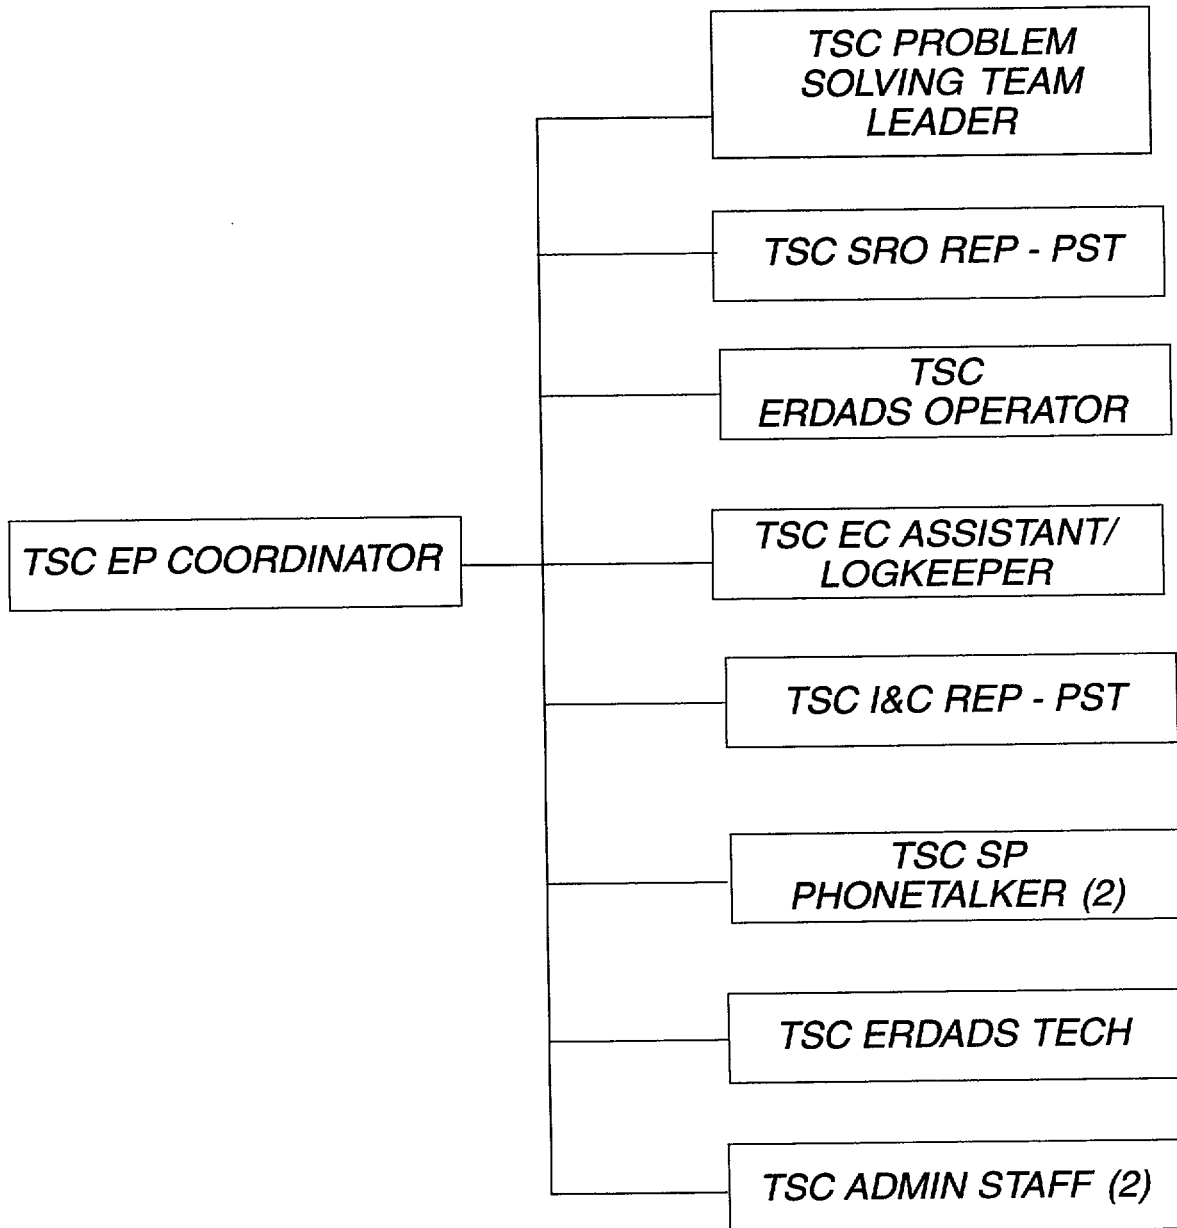 TSC PROBLEM
SOLVING TEAM
LEADER
TSC SRO REP - PST
TSC
ERDADS OPERATOR
TSC EP COORDINATOR
TSC EC ASSISTANT/
LOGKEEPER
TSC I&C REP - PST
TSC SP
PHONETALKER (2)
TSC ERDADS TECH
TSC ADMIN STAFF (2)